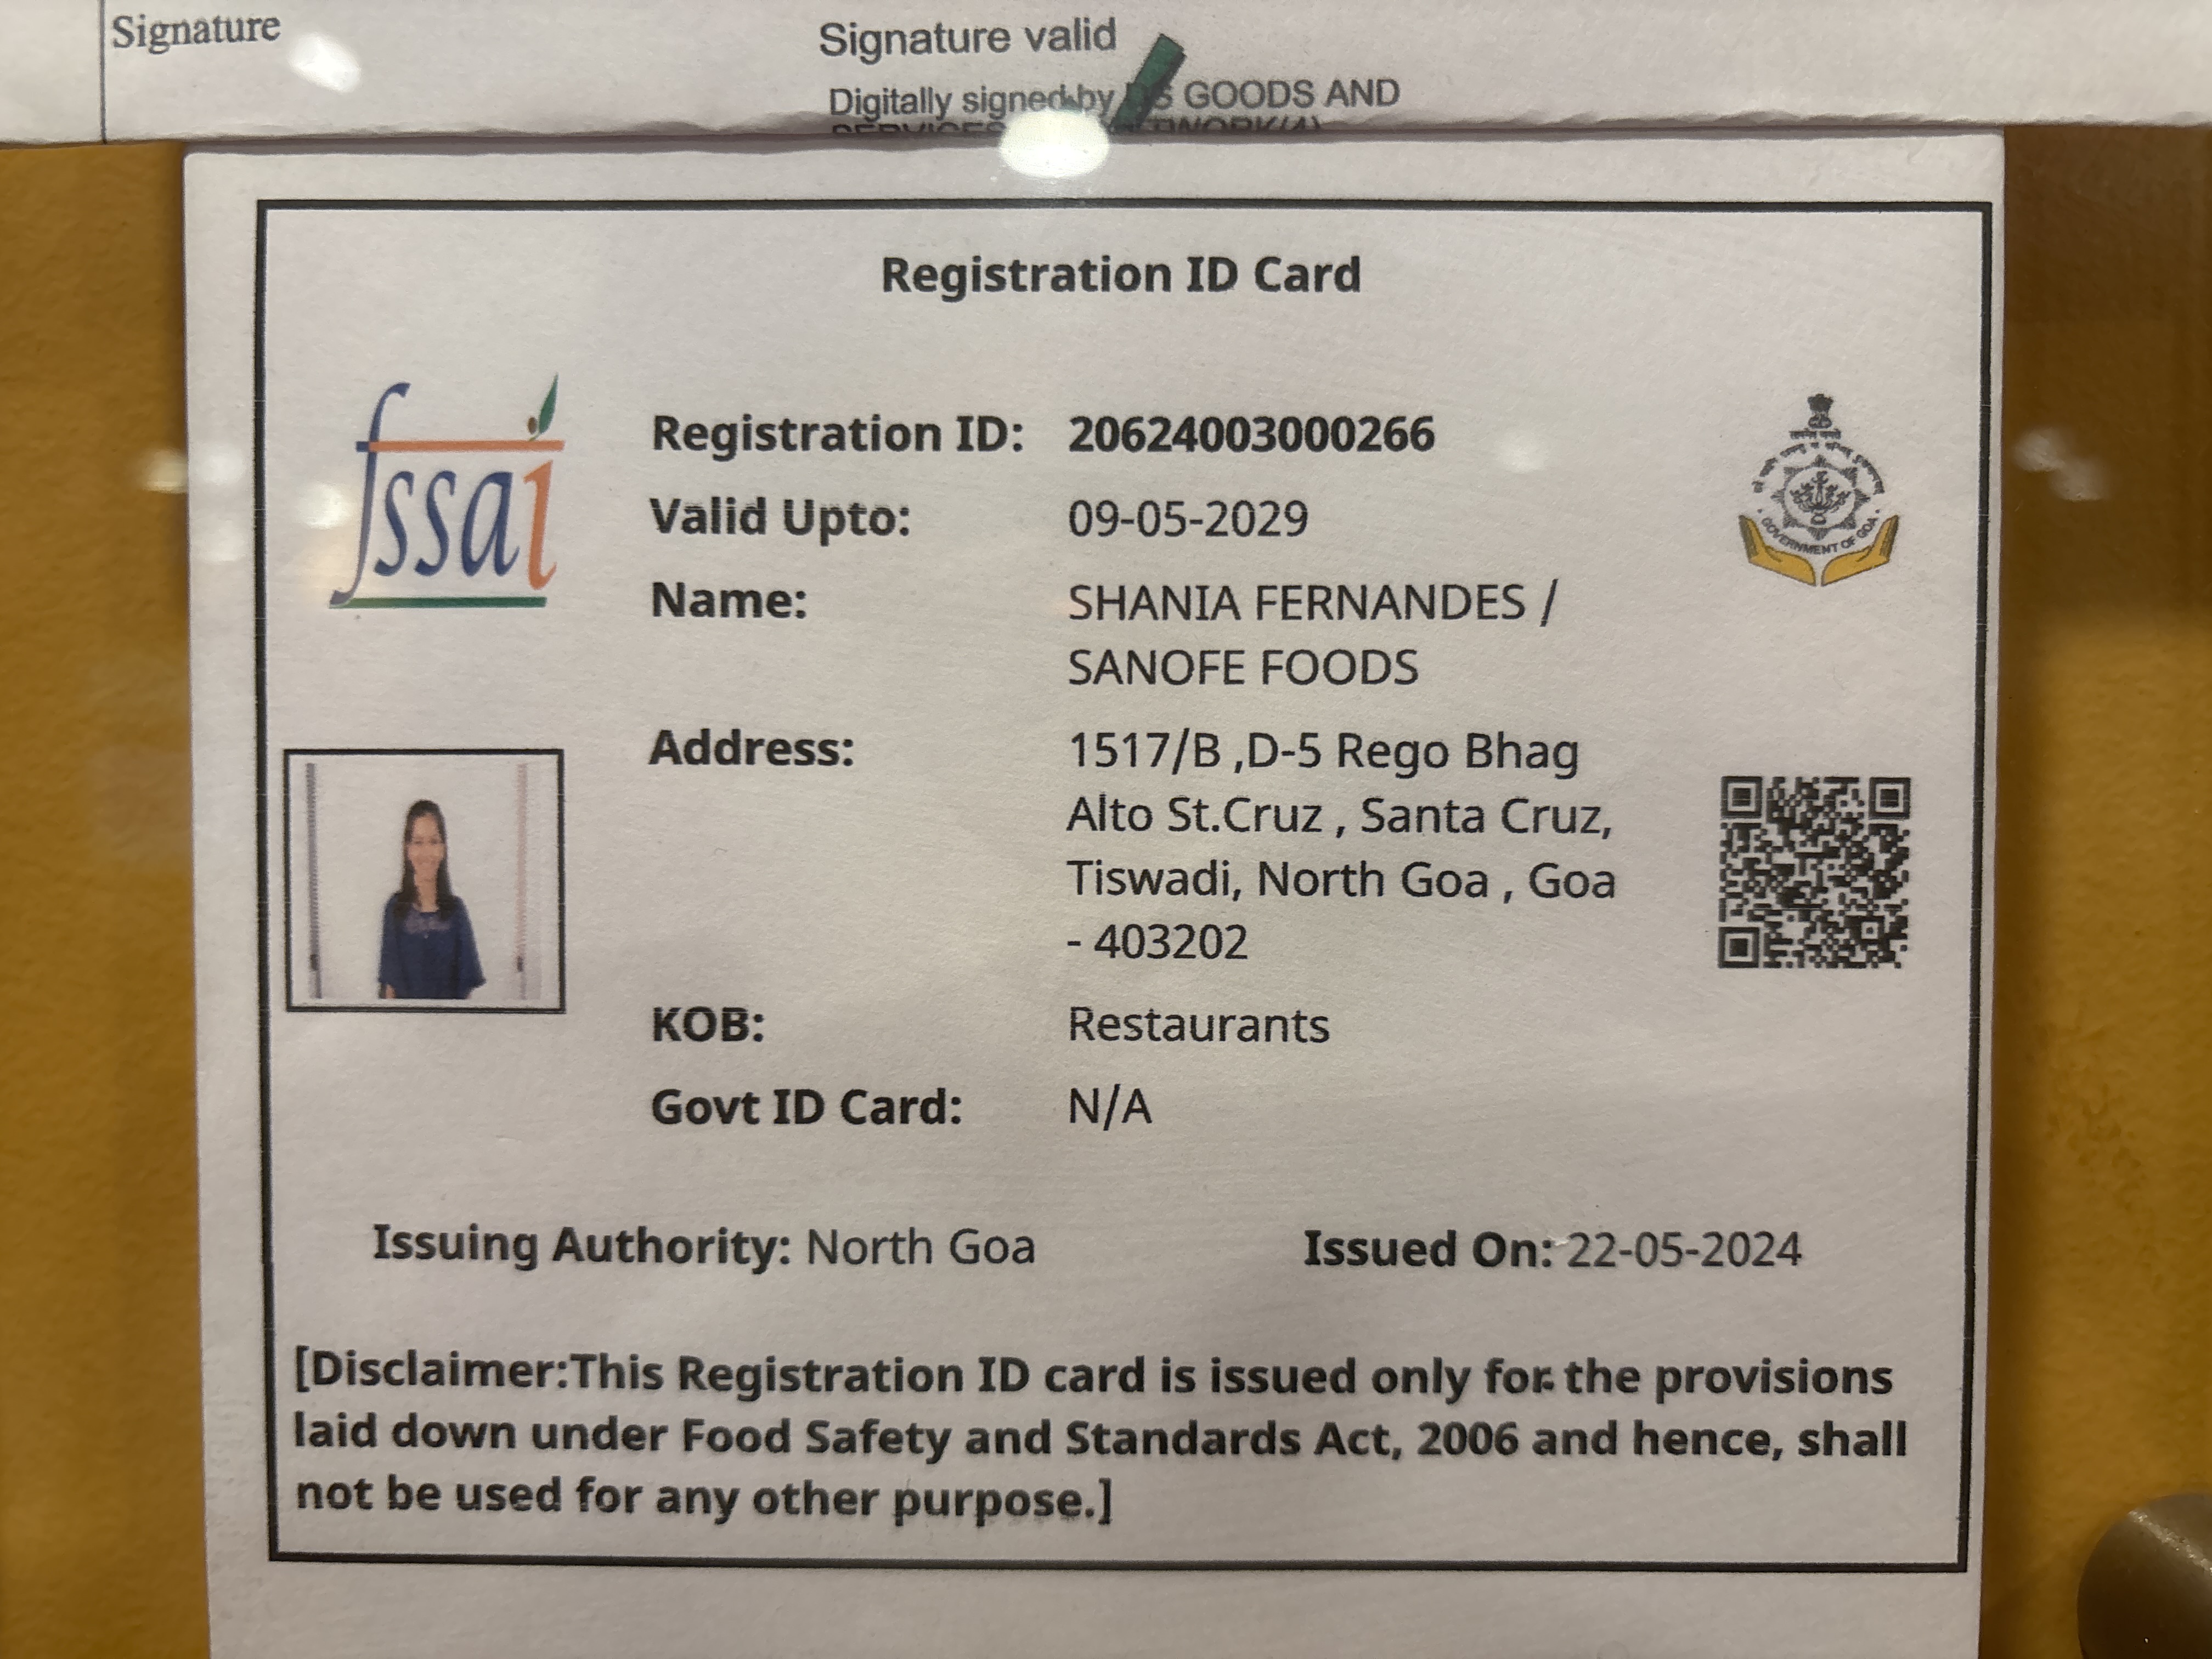 Signature
Signature valid
Digitally signed by DS GOODS AND
Registration ID Card
fssai
Registration ID: 20624003000266
Valid Upto: 09-05-2029
Name: SHANIA FERNANDES /
SANOFE FOODS
Address: 1517/B ,D-5 Rego Bhag
Alto St.Cruz , Santa Cruz,
Tiswadi, North Goa , Goa
- 403202
KOB: Restaurants
Govt ID Card: N/A
GOVERNMENT OF GOA
Issuing Authority: North Goa
Issued On: 22-05-2024
[Disclaimer:This Registration ID card is issued only for the provisions
laid down under Food Safety and Standards Act, 2006 and hence, shall
not be used for any other purpose.]